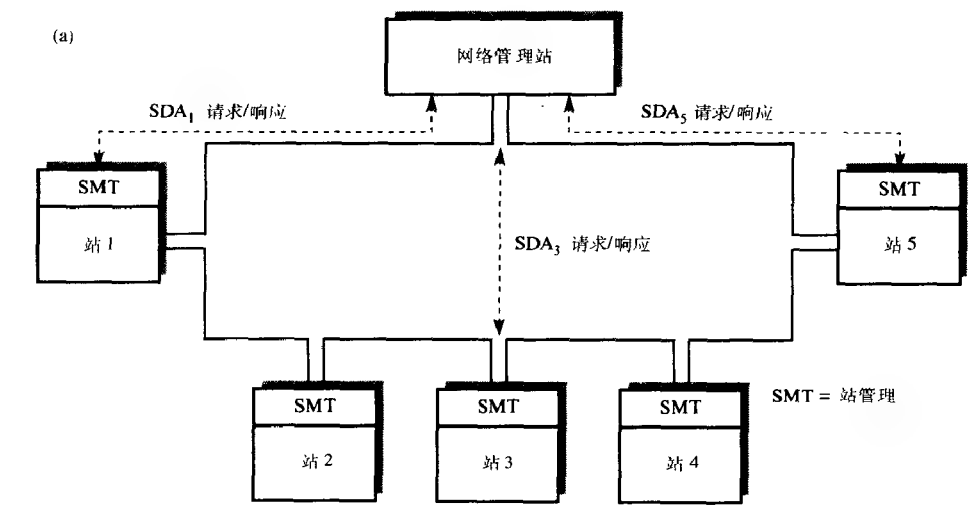 (a)
网络管理站
SDA₁ 请求/响应
SDA₅ 请求/响应
SMT
站 1
SMT
站 5
SDA₃ 请求/响应
SMT
站 2
SMT
站 3
SMT
站 4
SMT = 站管理